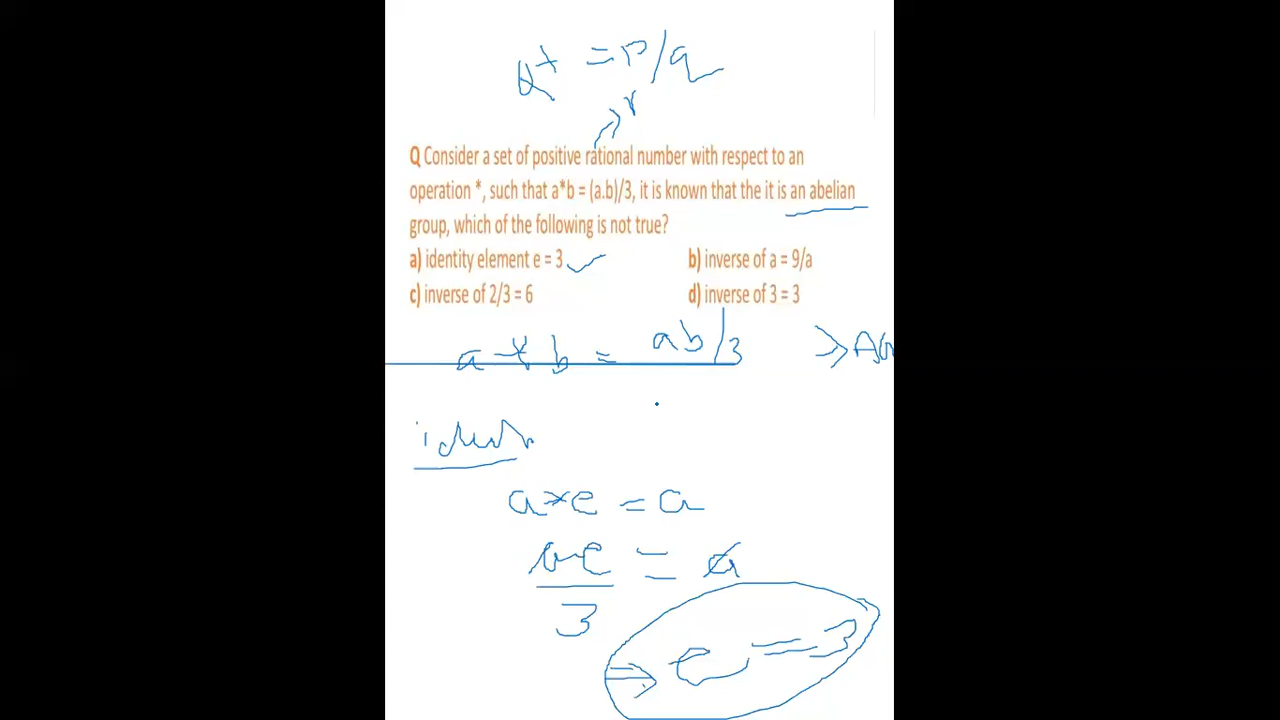 Q+ = P/q
r
Q Consider a set of positive rational number with respect to an
operation *, such that a*b = (a.b)/3, it is known that the it is an abelian
group, which of the following is not true?
a) identity element e = 3 ✓ b) inverse of a = 9/a
c) inverse of 2/3 = 6 d) inverse of 3 = 3
a * b = ab/3
a*e = a
ae/3 = a
⇒ e = 3